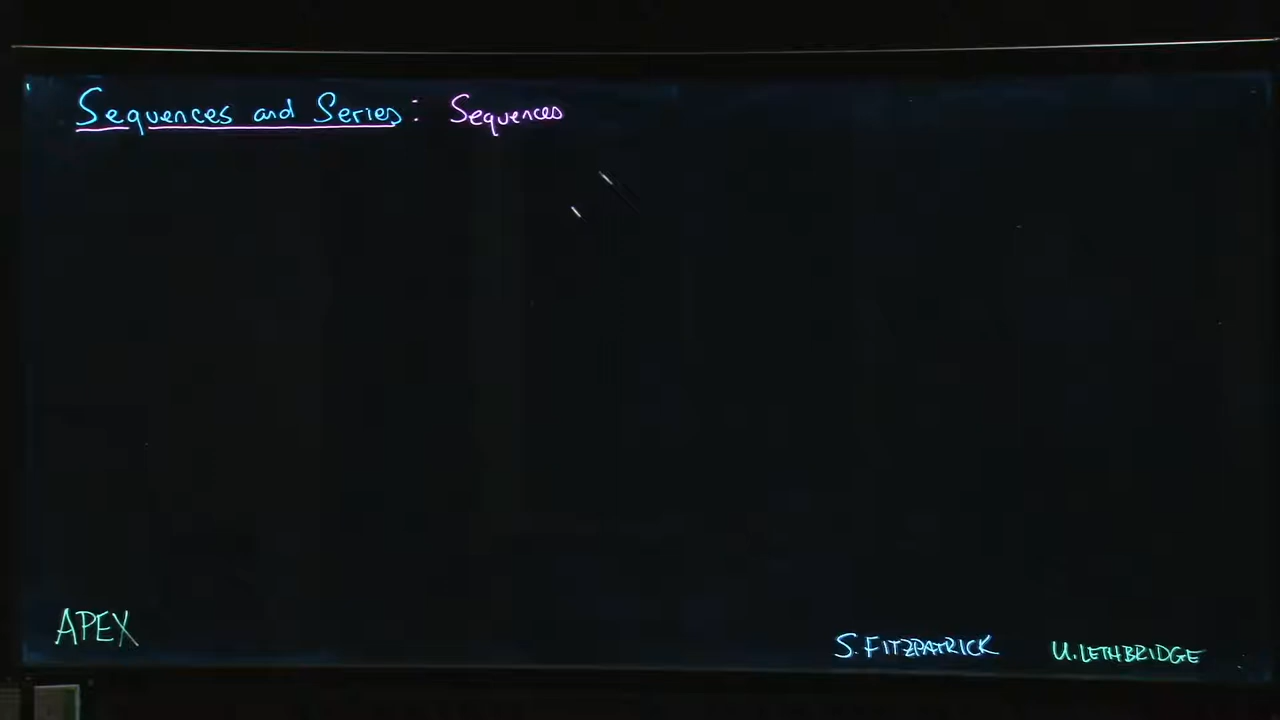 Sequences and Series: Sequences
APEX
S. FITZPATRICK
U. LETHBRIDGE